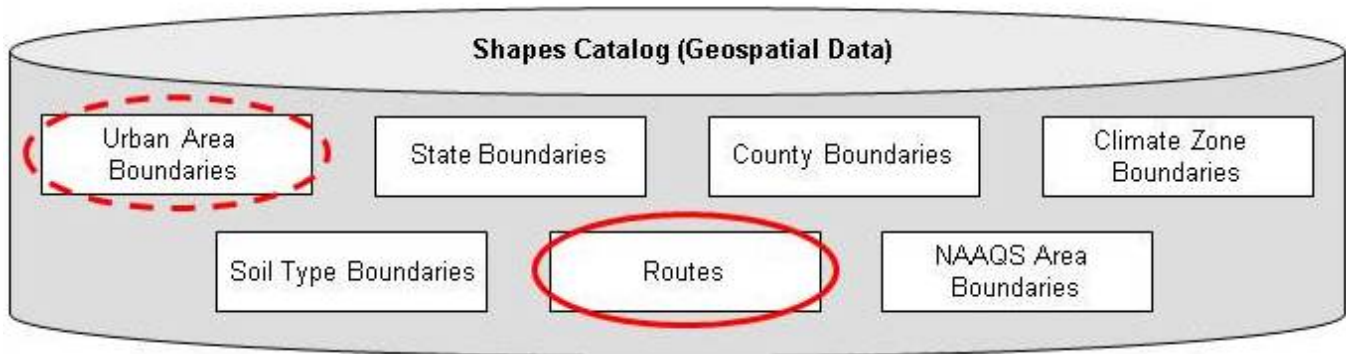 Shapes Catalog (Geospatial Data)
Urban Area
Boundaries
State Boundaries
County Boundaries
Climate Zone
Boundaries
Soil Type Boundaries
Routes
NAAQS Area
Boundaries